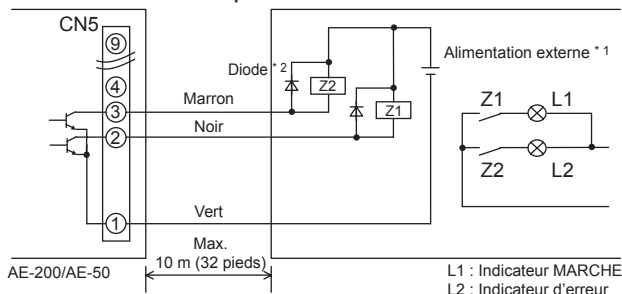 CN5
⑨
④
③
②
①
Marron
Noir
Vert
Max.
10 m (32 pieds)
AE-200/AE-50
Diode * 2
Z2
Z1
Alimentation externe * 1
Z1 L1
Z2 L2
L1 : Indicateur MARCHE
L2 : Indicateur d'erreur